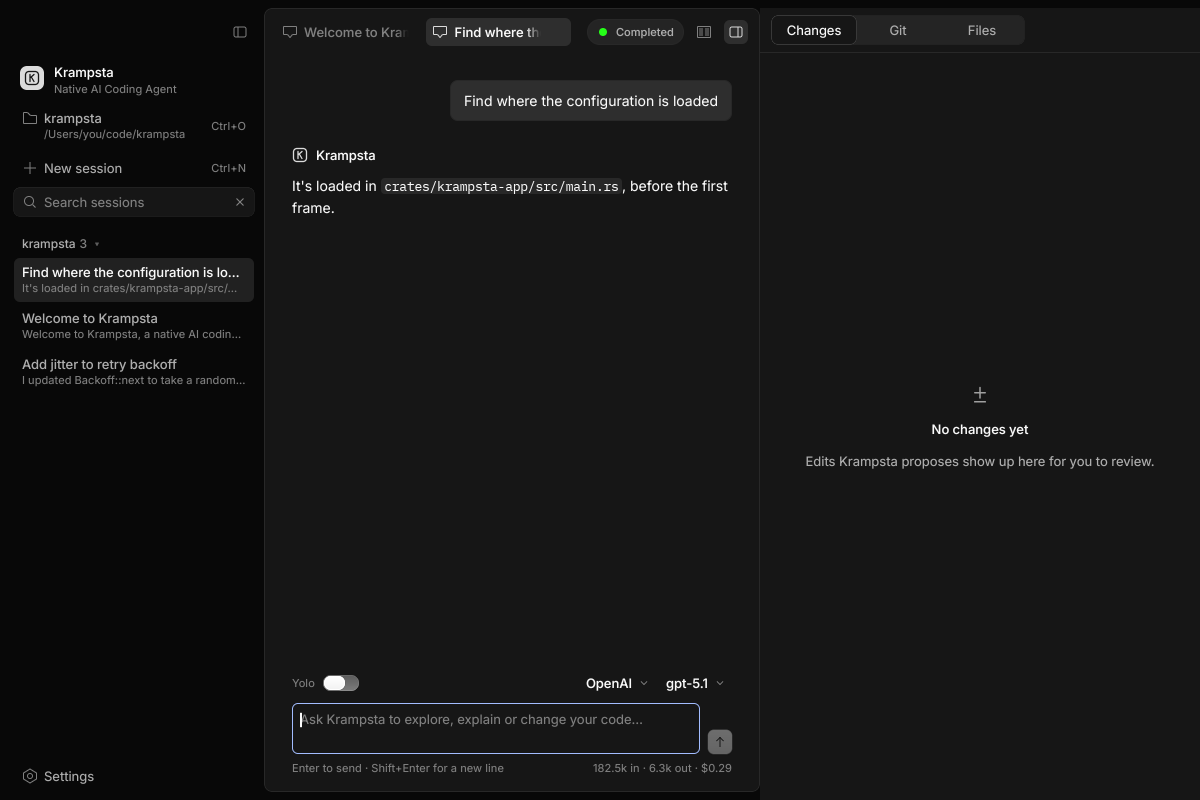 Krampsta
Native AI Coding Agent
krampsta
/Users/you/code/krampsta
Ctrl+O
New session
Ctrl+N
Search sessions
krampsta 3
Find where the configuration is lo...
It's loaded in crates/krampsta-app/src/...
Welcome to Krampsta
Welcome to Krampsta, a native AI codin...
Add jitter to retry backoff
I updated Backoff::next to take a random...
Settings
Welcome to Krar
Find where th
Completed
Find where the configuration is loaded
K
Krampsta
It's loaded in crates/krampsta-app/src/main.rs, before the first
frame.
Yolo
OpenAI
gpt-5.1
Ask Krampsta to explore, explain or change your code...
Enter to send · Shift+Enter for a new line
182.5k in · 6.3k out · $0.29
Changes
Git
Files
No changes yet
Edits Krampsta proposes show up here for you to review.